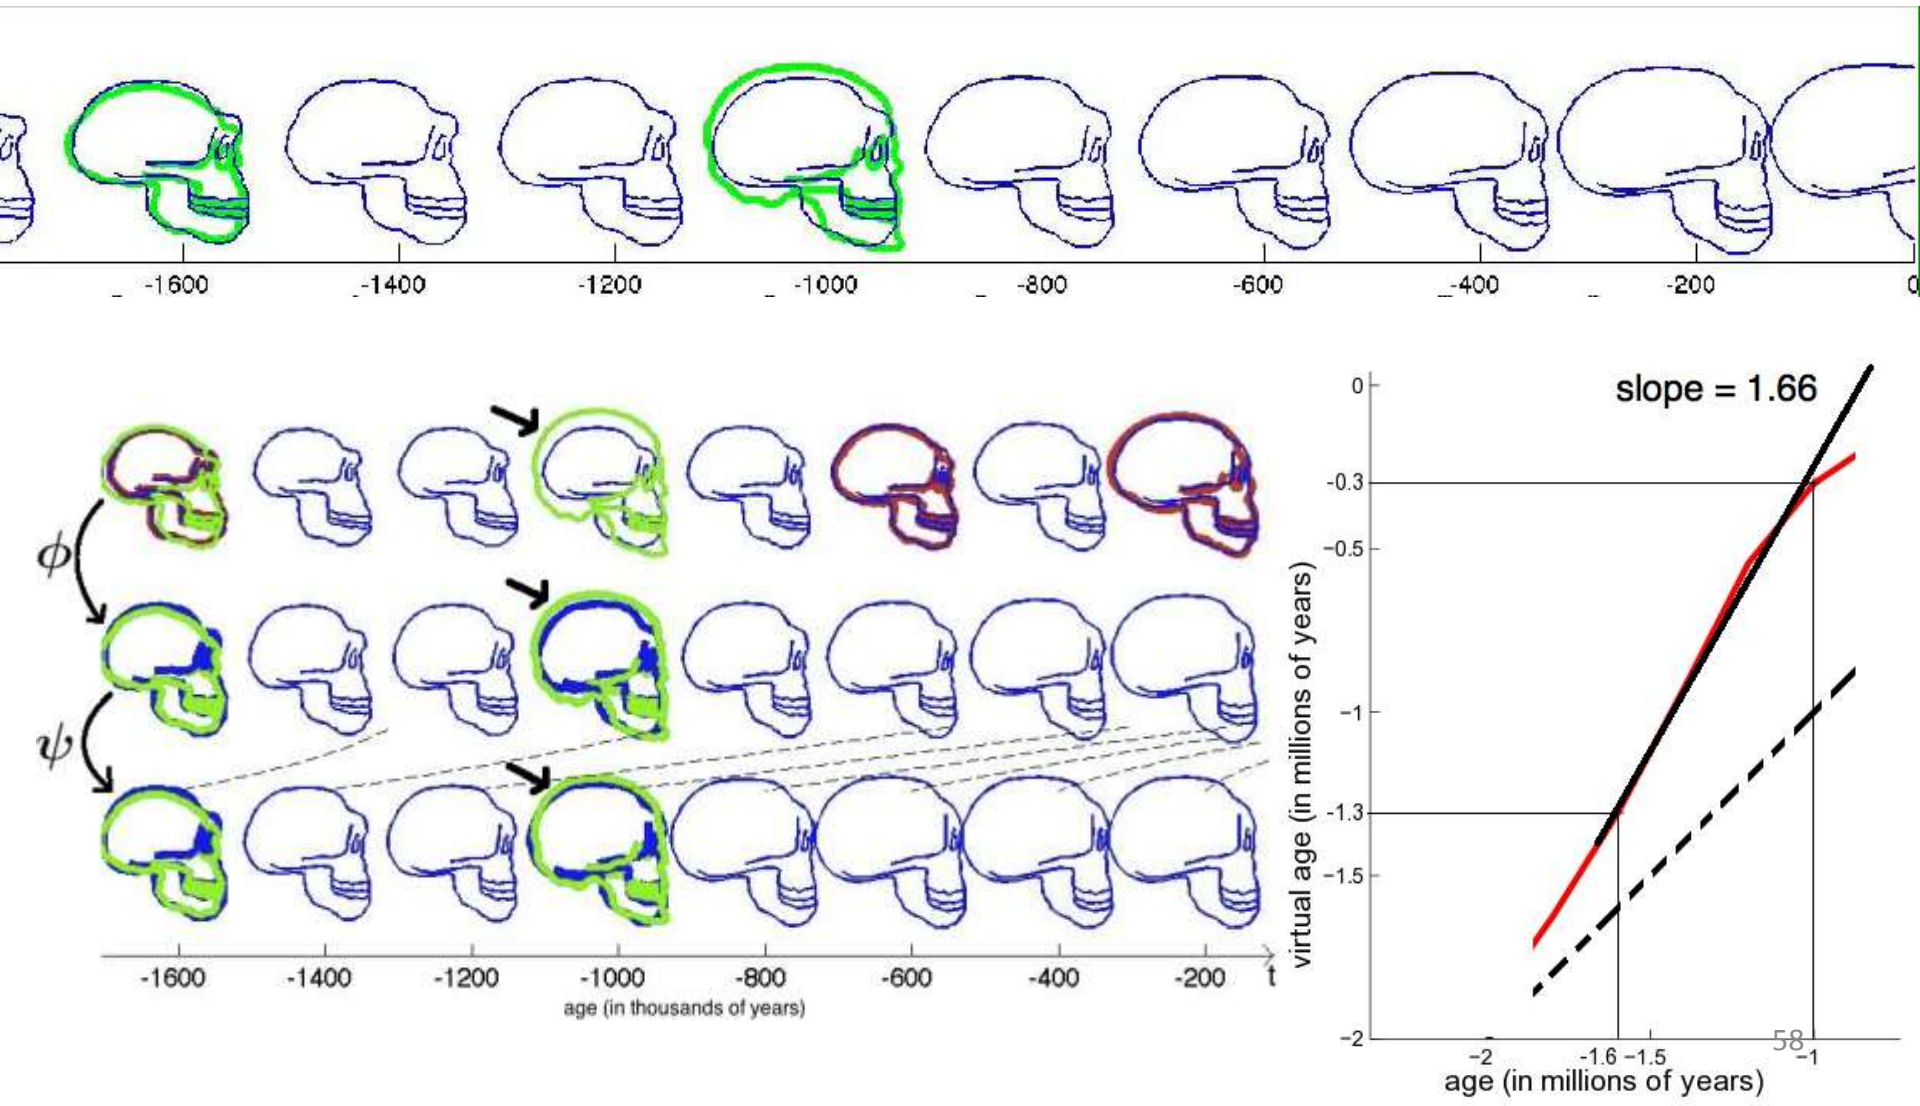 -1600 -1400 -1200 -1000 -800 -600 -400 -200 0
ϕ
ψ
-1600 -1400 -1200 -1000 -800 -600 -400 -200 t
age (in thousands of years)
slope = 1.66
0
-0.3
-0.5
-1
-1.3
-1.5
-2
virtual age (in millions of years)
-2 -1.6 -1.5 -1
58
age (in millions of years)